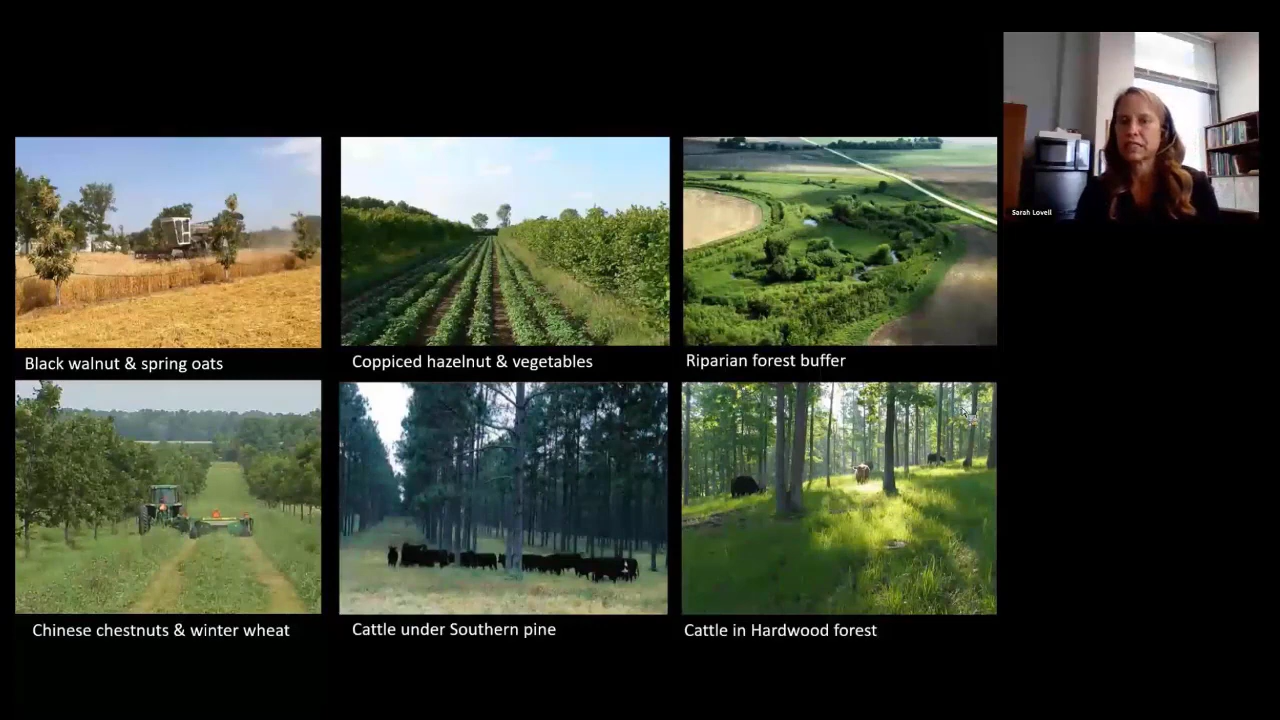 Sarah Lovell
Black walnut & spring oats
Coppiced hazelnut & vegetables
Riparian forest buffer
Chinese chestnuts & winter wheat
Cattle under Southern pine
Cattle in Hardwood forest